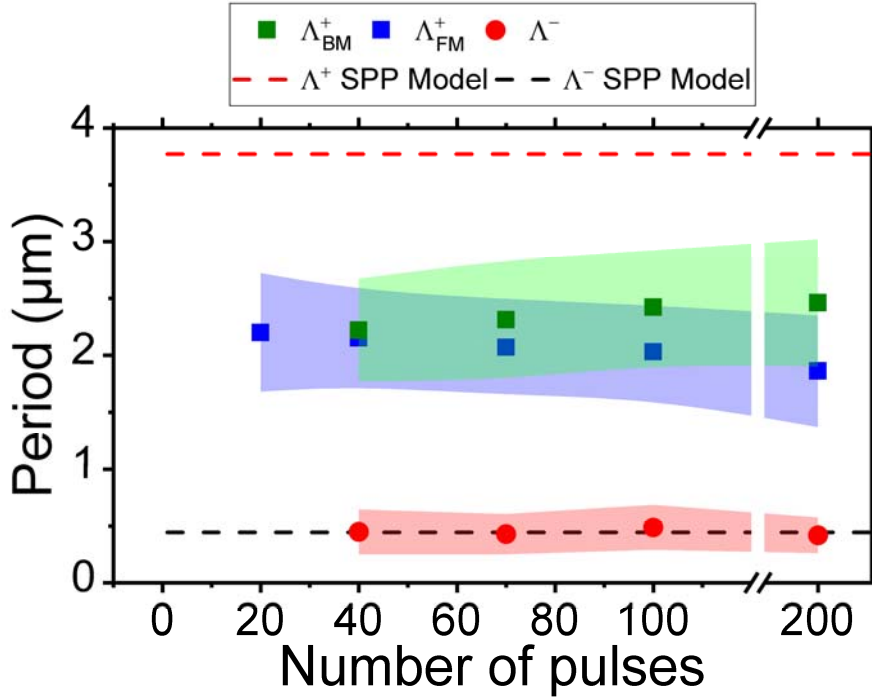 Λ⁺BM Λ⁺FM Λ⁻
Λ⁺ SPP Model Λ⁻ SPP Model
4
3
2
1
0
Period (μm)
0 20 40 60 80 100 200
Number of pulses